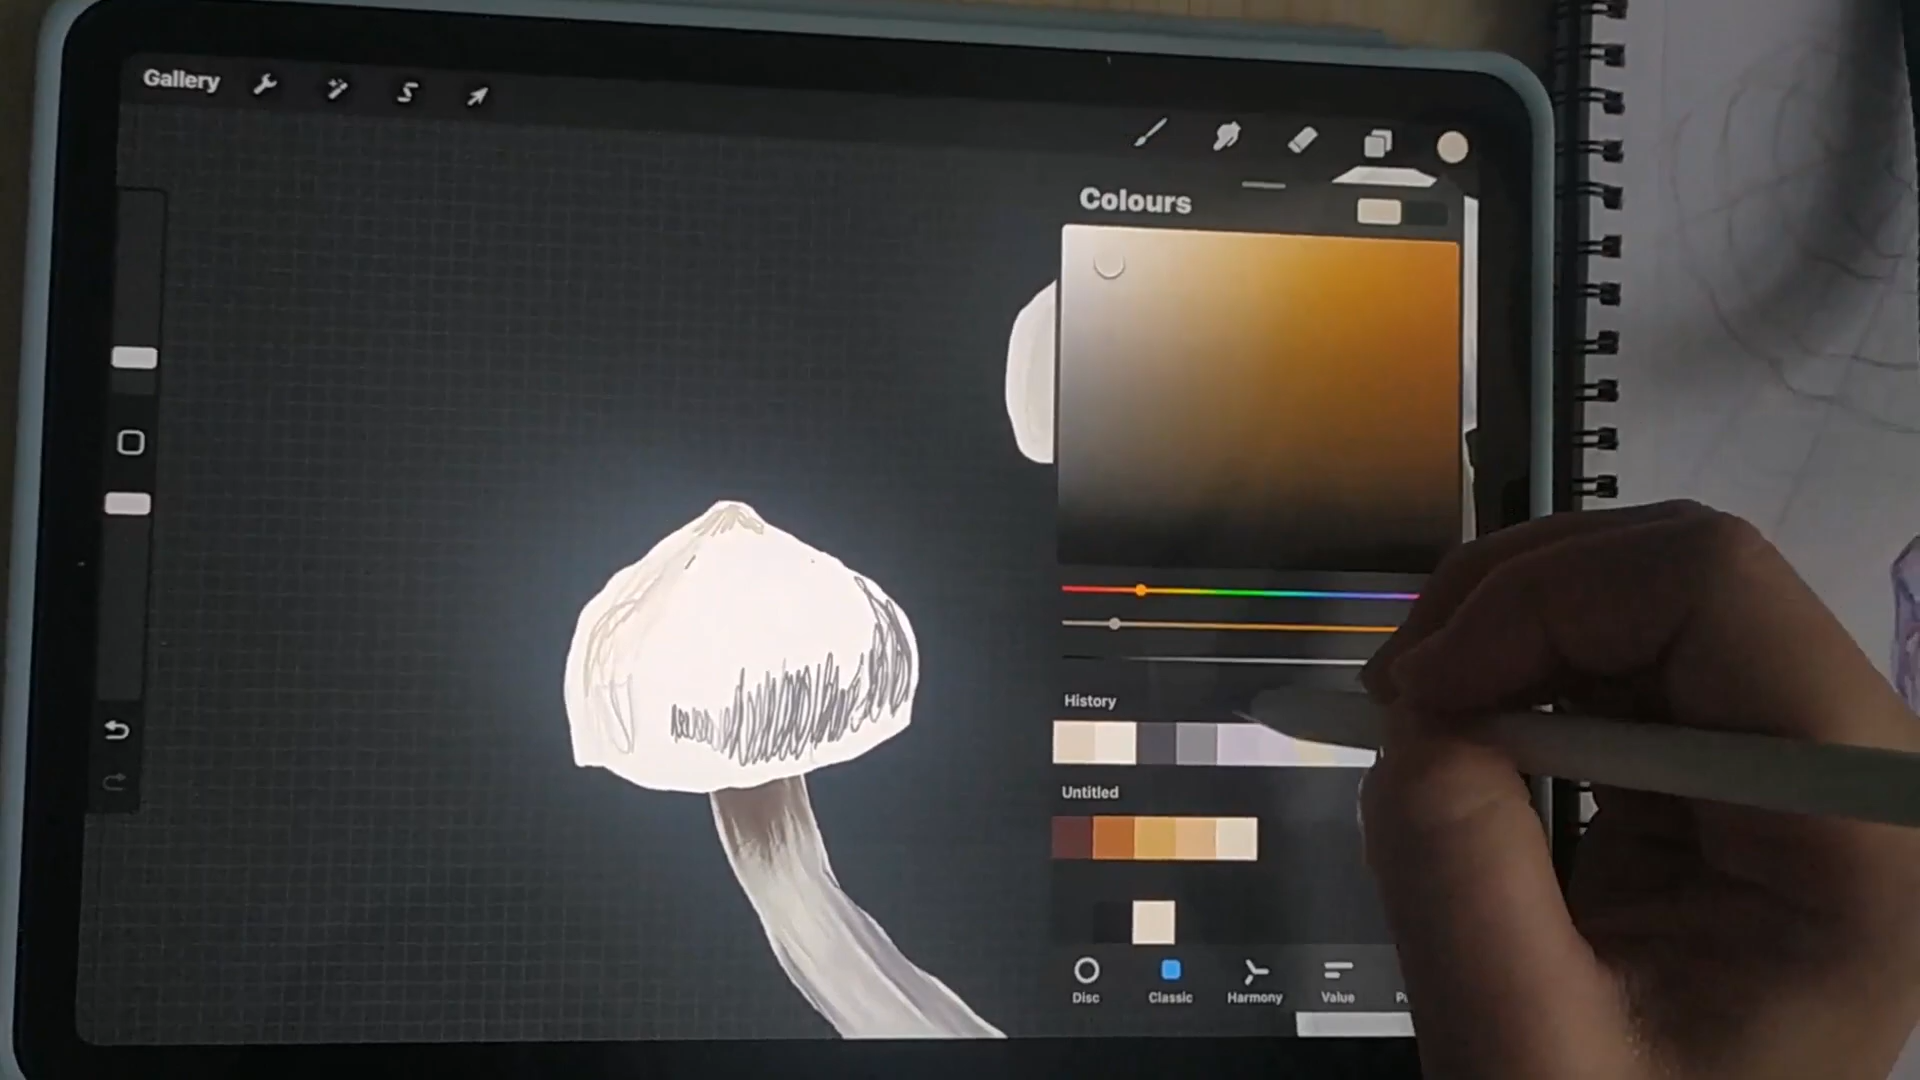 Gallery
Colours
History
Untitled
Disc
Classic
Harmony
Value